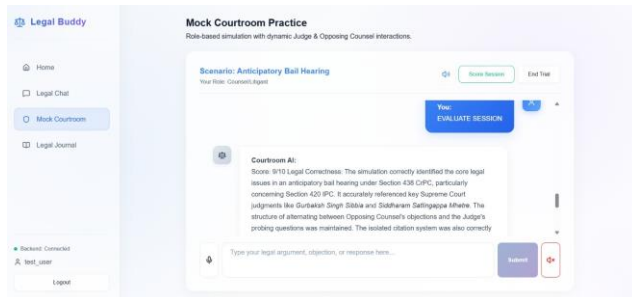 Legal Buddy
Home
Legal Chat
Mock Courtroom
Legal Journal
Backend: Connected
test_user
Logout
Mock Courtroom Practice
Role-based simulation with dynamic Judge & Opposing Counsel interactions.
Scenario: Anticipatory Bail Hearing
Your Role: Counsel/Litigant
Score Session
End Trial
You:
EVALUATE SESSION
Courtroom AI:
Score: 9/10 Legal Correctness: The simulation correctly identified the core legal
issues in an anticipatory bail hearing under Section 438 CrPC, particularly
concerning Section 420 IPC. It accurately referenced key Supreme Court
judgments like Gurbaksh Singh Sibbia and Siddharam Satlingappa Mhetre. The
structure of alternating between Opposing Counsel's objections and the Judge's
probing questions was maintained. The isolated citation system was also correctly
Type your legal argument, objection, or response here...
Submit